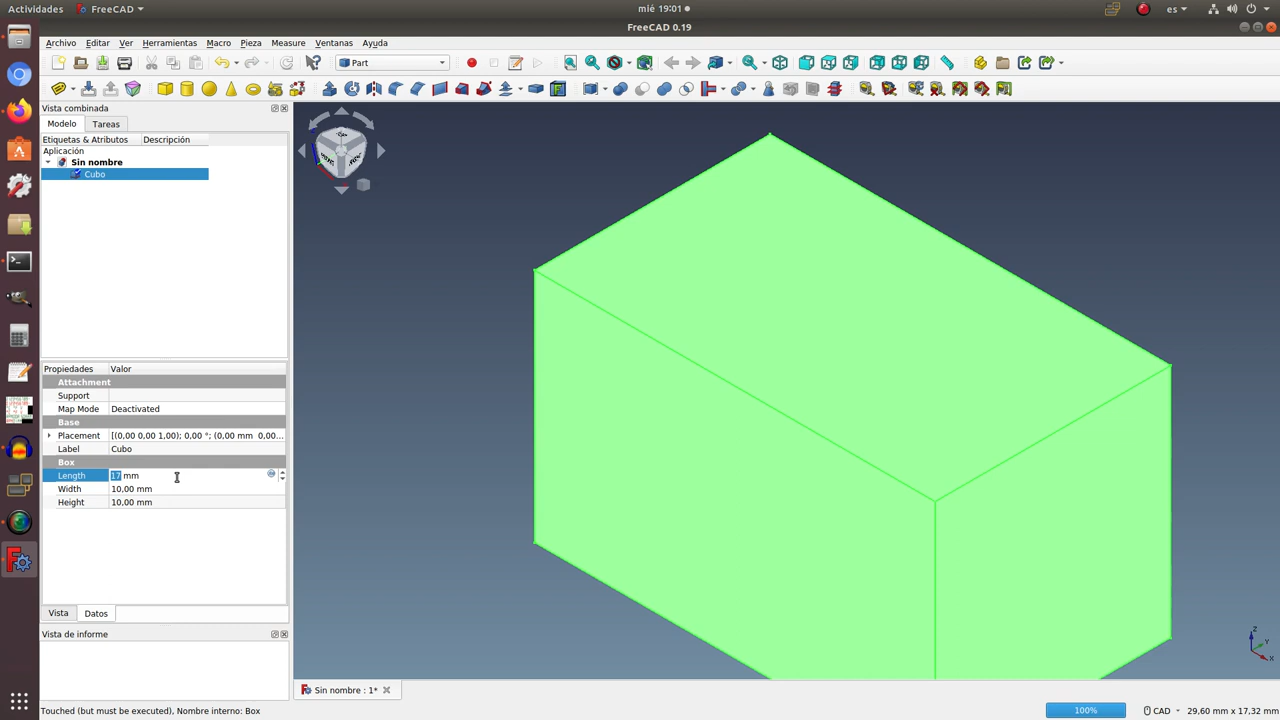 Actividades
FreeCAD
mié 19:01
es
FreeCAD 0.19
Archivo Editar Ver Herramientas Macro Pieza Measure Ventanas Ayuda
Part
Vista combinada
Modelo Tareas
Etiquetas & Atributos Descripción
Aplicación
Sin nombre
Cubo
Propiedades Valor
Attachment
Support
Map Mode Deactivated
Base
Placement [(0,00 0,00 1,00); 0,00 °; (0,00 mm 0,00...
Label Cubo
Box
Length 17 mm
Width 10,00 mm
Height 10,00 mm
Vista Datos
Vista de informe
Sin nombre : 1*
Z
X
Touched (but must be executed), Nombre interno: Box
100%
CAD
29,60 mm x 17,32 mm